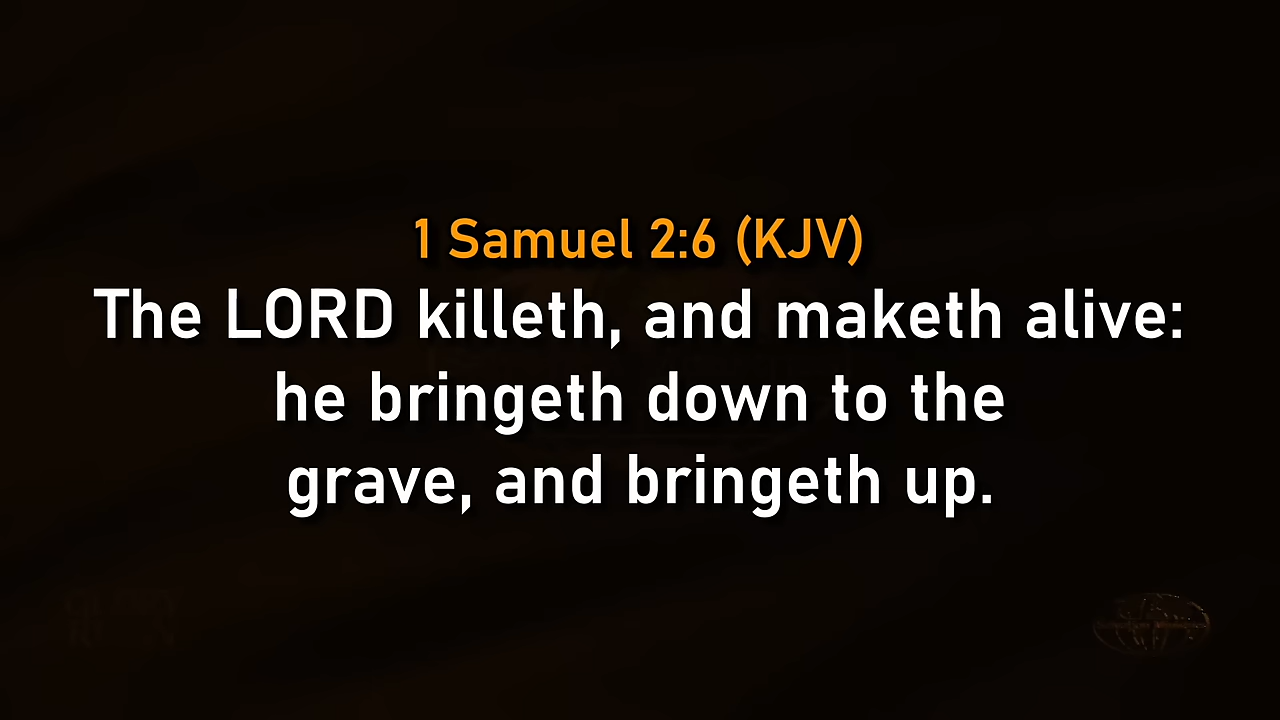 1 Samuel 2:6 (KJV)
The LORD killeth, and maketh alive:
he bringeth down to the
grave, and bringeth up.